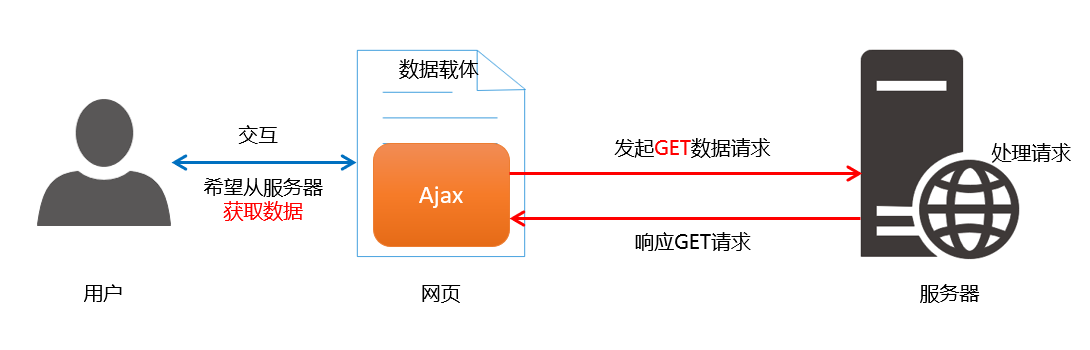 数据载体
交互
希望从服务器
获取数据
Ajax
发起GET数据请求
响应GET请求
处理请求
用户
网页
服务器